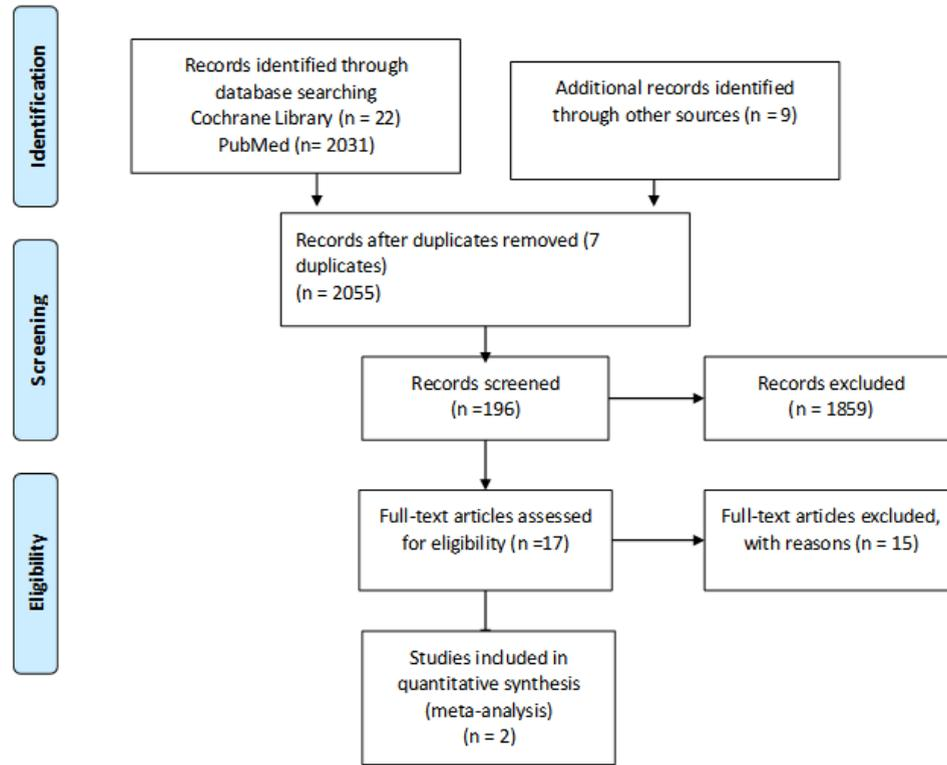 Identification
Records identified through
database searching
Cochrane Library (n = 22)
PubMed (n= 2031)
Additional records identified
through other sources (n = 9)
Screening
Records after duplicates removed (7
duplicates)
(n = 2055)
Records screened
(n =196)
Records excluded
(n = 1859)
Eligibility
Full-text articles assessed
for eligibility (n =17)
Full-text articles excluded,
with reasons (n = 15)
Studies included in
quantitative synthesis
(meta-analysis)
(n = 2)